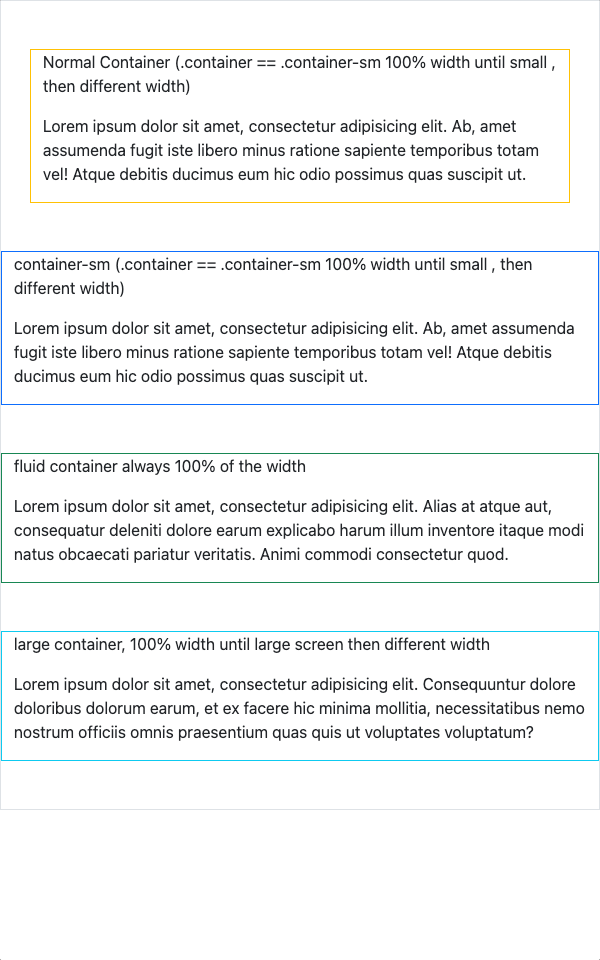 Normal Container (.container == .container-sm 100% width until small ,
then different width)
Lorem ipsum dolor sit amet, consectetur adipisicing elit. Ab, amet
assumenda fugit iste libero minus ratione sapiente temporibus totam
vel! Atque debitis ducimus eum hic odio possimus quas suscipit ut.
container-sm (.container == .container-sm 100% width until small , then
different width)
Lorem ipsum dolor sit amet, consectetur adipisicing elit. Ab, amet assumenda
fugit iste libero minus ratione sapiente temporibus totam vel! Atque debitis
ducimus eum hic odio possimus quas suscipit ut.
fluid container always 100% of the width
Lorem ipsum dolor sit amet, consectetur adipisicing elit. Alias at atque aut,
consequatur deleniti dolore earum explicabo harum illum inventore itaque modi
natus obcaecati pariatur veritatis. Animi commodi consectetur quod.
large container, 100% width until large screen then different width
Lorem ipsum dolor sit amet, consectetur adipisicing elit. Consequuntur dolore
doloribus dolorum earum, et ex facere hic minima mollitia, necessitatibus nemo
nostrum officiis omnis praesentium quas quis ut voluptates voluptatum?